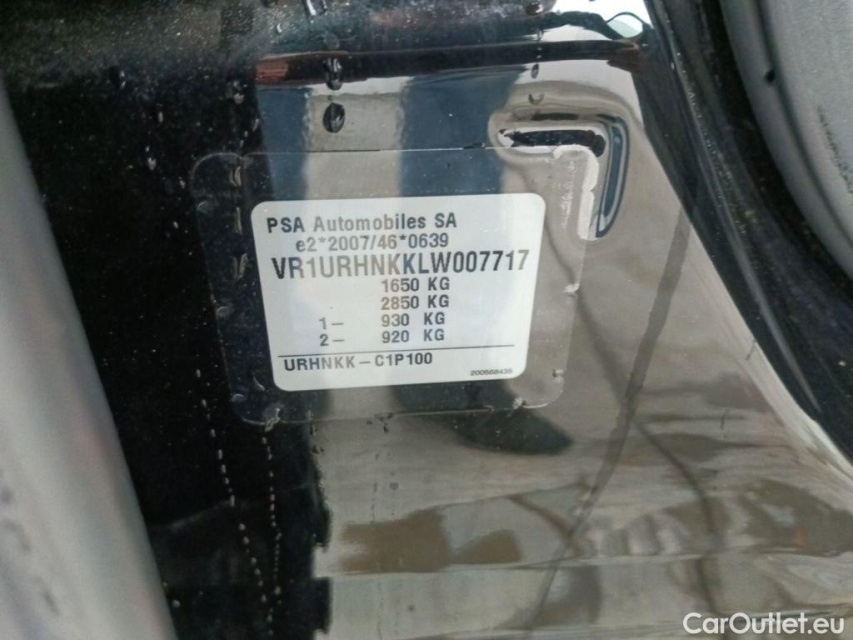 PSA Automobiles SA
e2*2007/46*0639
VR1URHNKKLW007717
1650 KG
2850 KG
1- 930 KG
2- 920 KG
URHNKK-C1P100
200668435
CarOutlet.eu